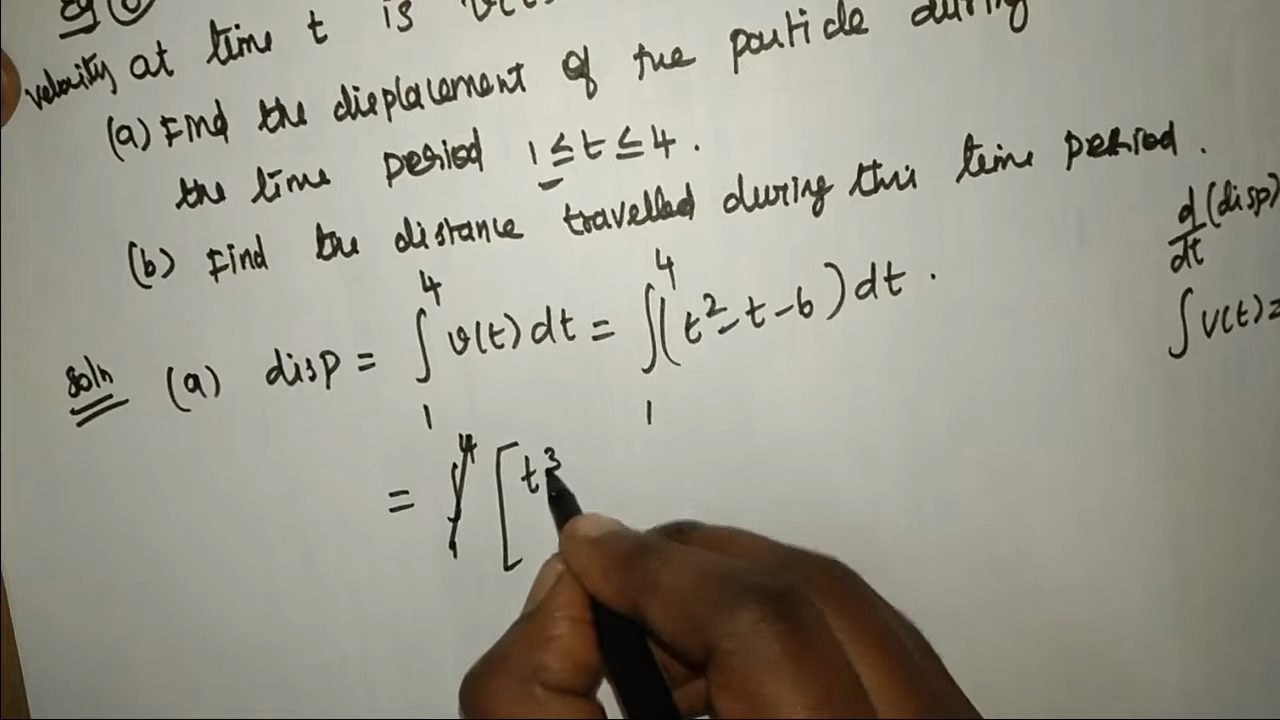 velocity at time t is v(t
(a) Find the displacement of the particle during
the time period 1 ≤ t ≤ 4 .
(b) Find the distance travelled during this time period .
d/dt (disp)
Soln (a) disp = ∫₁⁴ v(t) dt = ∫₁⁴ (t² - t - 6) dt .
∫ v(t) =
= [ t³